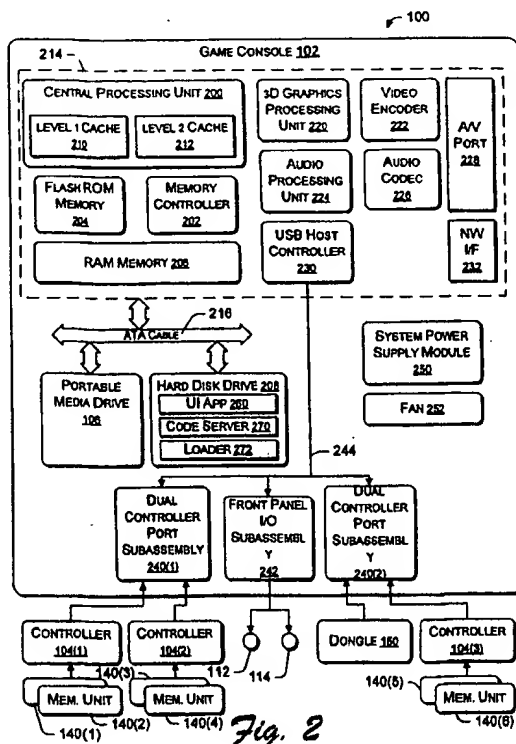 100
GAME CONSOLE 102
214
CENTRAL PROCESSING UNIT 200
LEVEL 1 CACHE
210
LEVEL 2 CACHE
212
3D GRAPHICS
PROCESSING
UNIT 220
VIDEO
ENCODER
222
A/V
PORT
228
FLASH ROM
MEMORY
204
MEMORY
CONTROLLER
202
AUDIO
PROCESSING
UNIT 224
AUDIO
CODEC
226
RAM MEMORY 206
USB HOST
CONTROLLER
230
NW
I/F
232
ATA CABLE
216
PORTABLE
MEDIA DRIVE
106
HARD DISK DRIVE 208
UI APP 260
CODE SERVER 270
LOADER 272
SYSTEM POWER
SUPPLY MODULE
250
FAN 252
244
DUAL
CONTROLLER
PORT
SUBASSEMBLY
240(1)
FRONT PANEL
I/O
SUBASSEMBL
Y
242
DUAL
CONTROLLER
PORT
SUBASSEMBL
Y
240(2)
CONTROLLER
104(1)
CONTROLLER
104(2)
112
114
DONGLE 150
CONTROLLER
104(3)
140(3)
140(5)
MEM. UNIT
MEM. UNIT
MEM. UNIT
140(1)
140(2)
140(4)
140(6)
Fig. 2